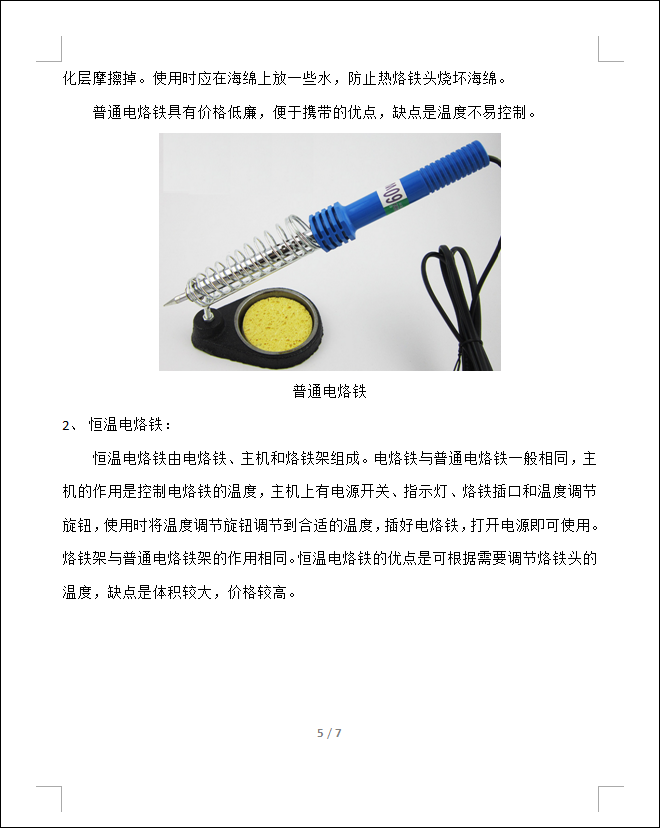 化层摩擦掉。使用时应在海绵上放一些水，防止热烙铁头烧坏海绵。
普通电烙铁具有价格低廉，便于携带的优点，缺点是温度不易控制。
60W
普通电烙铁
2、 恒温电烙铁：
恒温电烙铁由电烙铁、主机和烙铁架组成。电烙铁与普通电烙铁一般相同，主
机的作用是控制电烙铁的温度，主机上有电源开关、指示灯、烙铁插口和温度调节
旋钮，使用时将温度调节旋钮调节到合适的温度，插好电烙铁，打开电源即可使用。
烙铁架与普通电烙铁架的作用相同。恒温电烙铁的优点是可根据需要调节烙铁头的
温度，缺点是体积较大，价格较高。
5 / 7